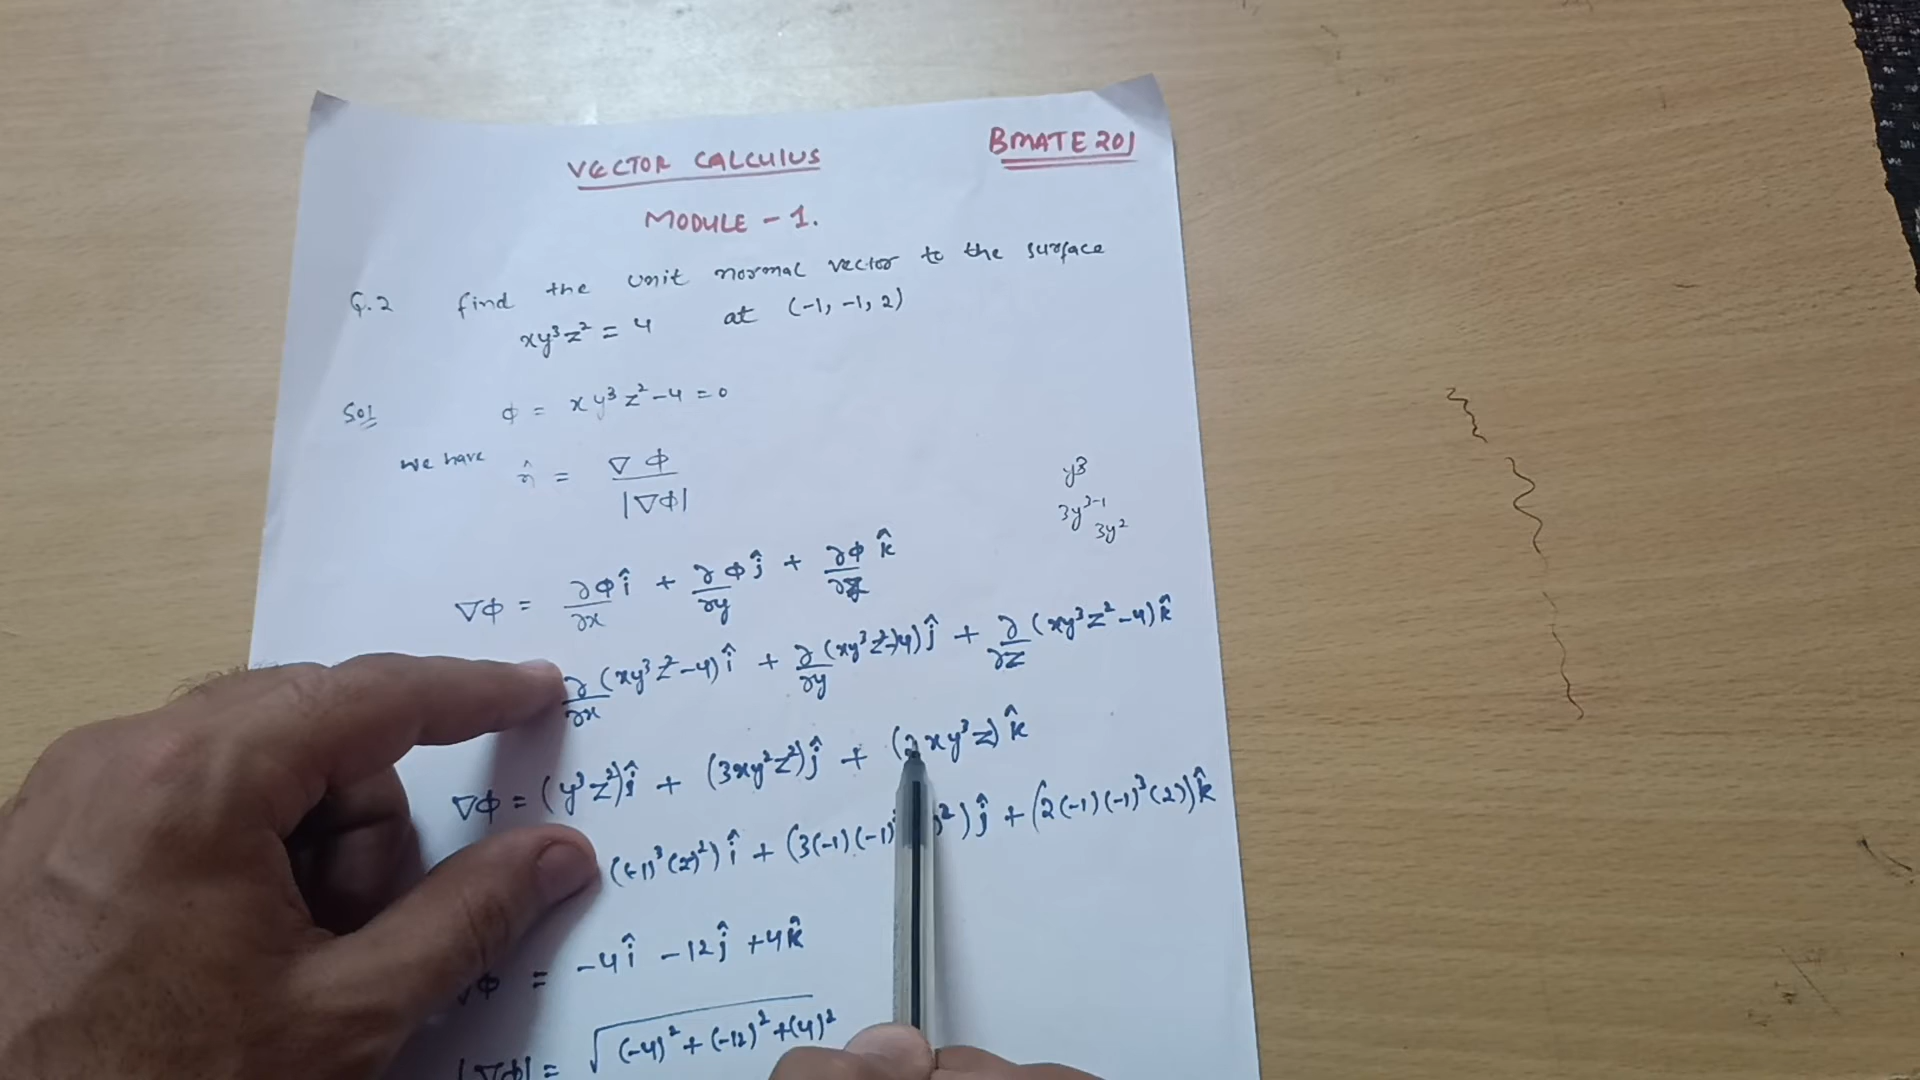 VECTOR CALCULUS BMATE201
MODULE - 1.
Q.2 find the unit normal vector to the surface
xy³z² = 4 at (-1, -1, 2)
Sol ϕ = xy³z² - 4 = 0
we have n̂ = ∇ϕ / |∇ϕ|
y3
3y³⁻¹
3y²
∇ϕ = ∂ϕ/∂x î + ∂/∂y ϕ ĵ + ∂ϕ/∂z k̂
∂/∂x (xy³z² - 4) î + ∂/∂y (xy³z² - 4) ĵ + ∂/∂z (xy³z² - 4) k̂
∇ϕ = (y³z²) î + (3xy²z²) ĵ + (2xy³z) k̂
((-1)³(2)²) î + (3(-1)(-1) ²) ĵ + (2(-1)(-1)³(2)) k̂
∇ϕ = -4î - 12ĵ + 4k̂
|∇ϕ| = √(-4)² + (-12)² + (4)²